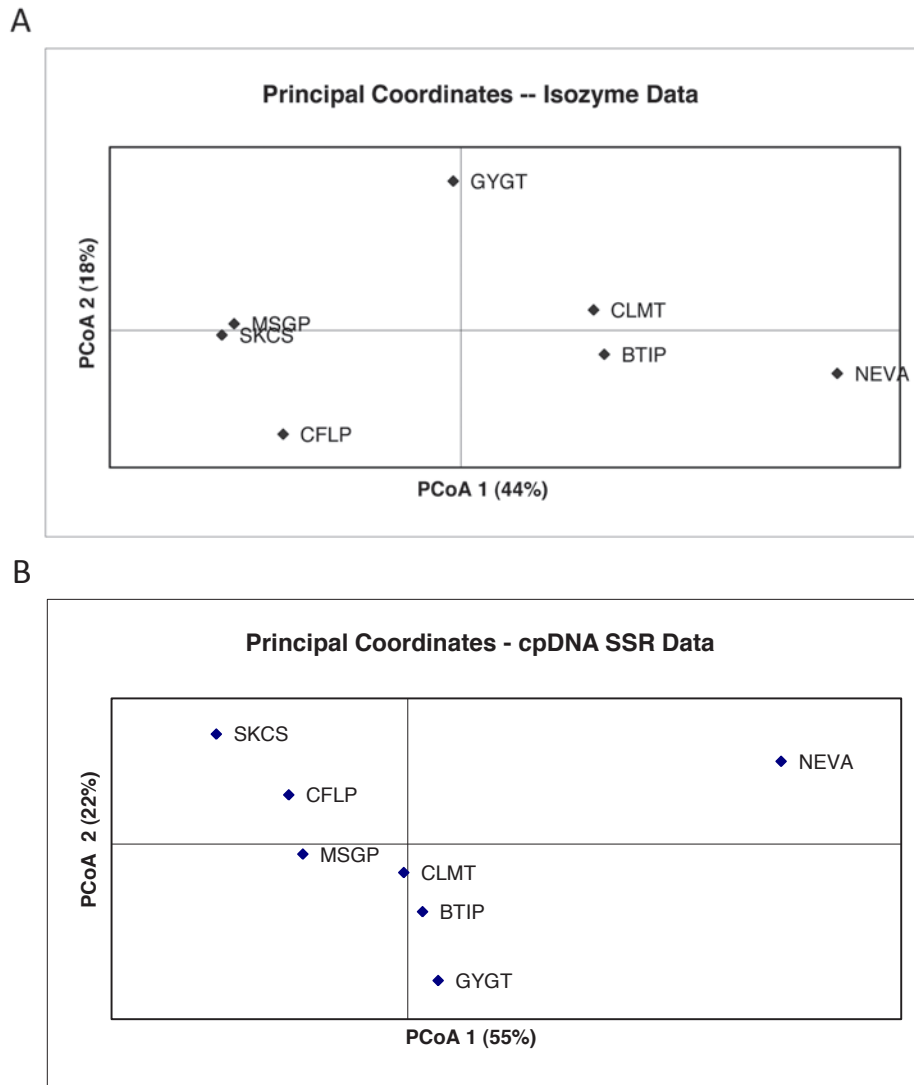 A
Principal Coordinates -- Isozyme Data
GYGT
CLMT
MSGP
SKCS
BTIP
NEVA
CFLP
PCoA 2 (18%)
PCoA 1 (44%)
B
Principal Coordinates - cpDNA SSR Data
SKCS
NEVA
CFLP
MSGP
CLMT
BTIP
GYGT
PCoA 2 (22%)
PCoA 1 (55%)